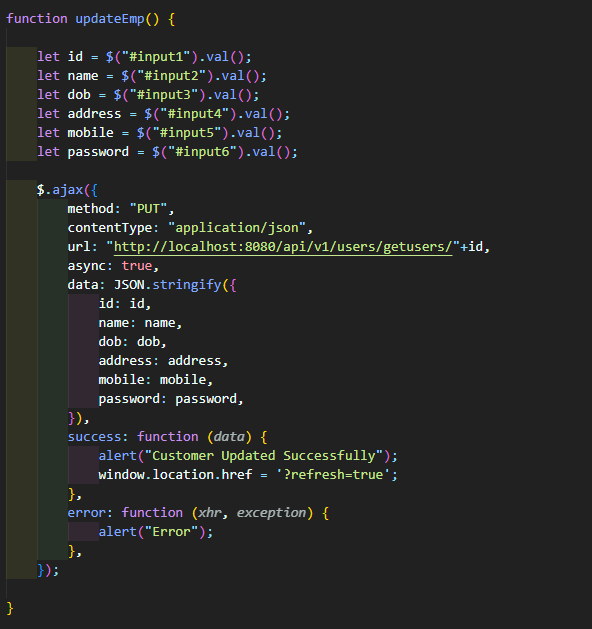 function updateEmp() {
let id = $("#input1").val();
let name = $("#input2").val();
let dob = $("#input3").val();
let address = $("#input4").val();
let mobile = $("#input5").val();
let password = $("#input6").val();
$.ajax({
method: "PUT",
contentType: "application/json",
url: "http://localhost:8080/api/v1/users/getusers/"+id,
async: true,
data: JSON.stringify({
id: id,
name: name,
dob: dob,
address: address,
mobile: mobile,
password: password,
}),
success: function (data) {
alert("Customer Updated Successfully");
window.location.href = '?refresh=true';
},
error: function (xhr, exception) {
alert("Error");
},
});
}